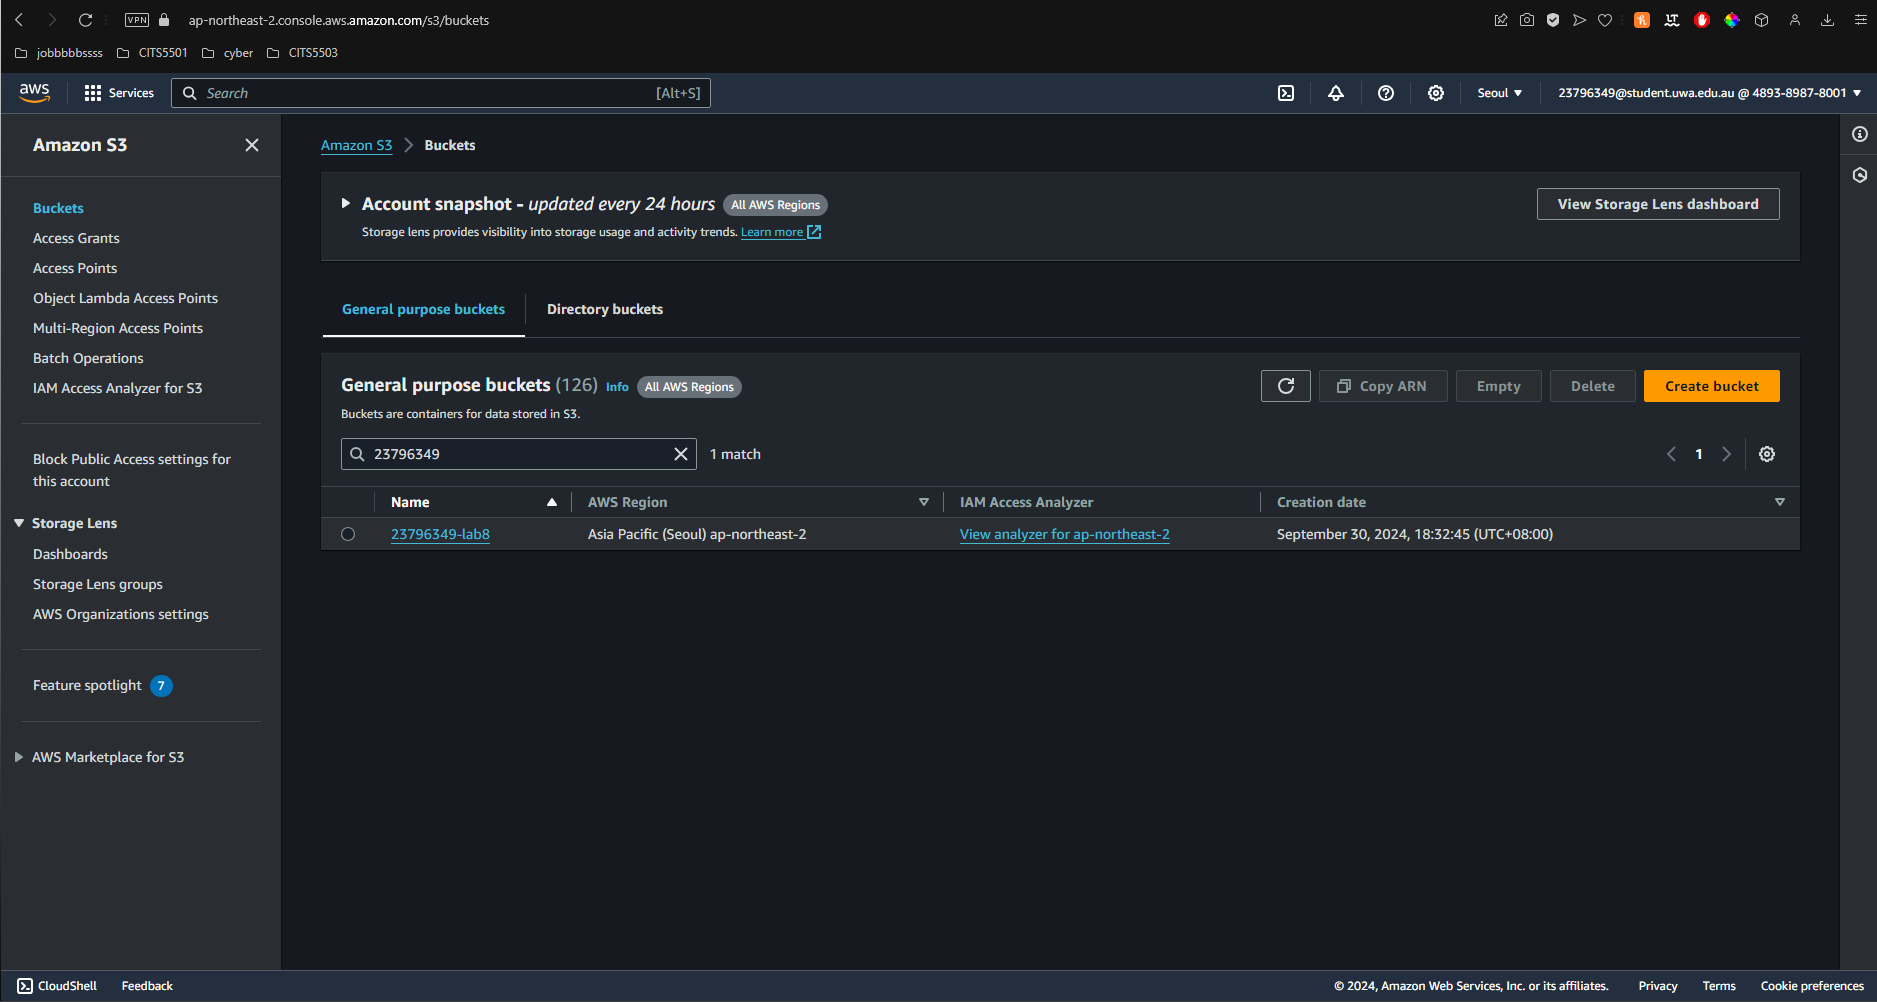 VPN ap-northeast-2.console.aws.amazon.com/s3/buckets
jobbbbbssss CITS5501 cyber CITS5503
aws Services Search [Alt+S] Seoul 23796349@student.uwa.edu.au @ 4893-8987-8001
Amazon S3
Buckets
Access Grants
Access Points
Object Lambda Access Points
Multi-Region Access Points
Batch Operations
IAM Access Analyzer for S3
Block Public Access settings for
this account
Storage Lens
Dashboards
Storage Lens groups
AWS Organizations settings
Feature spotlight 7
AWS Marketplace for S3
Amazon S3 Buckets
Account snapshot - updated every 24 hours All AWS Regions View Storage Lens dashboard
Storage lens provides visibility into storage usage and activity trends. Learn more
General purpose buckets Directory buckets
General purpose buckets (126) Info All AWS Regions Copy ARN Empty Delete Create bucket
Buckets are containers for data stored in S3.
23796349 1 match 1
Name AWS Region IAM Access Analyzer Creation date
23796349-lab8 Asia Pacific (Seoul) ap-northeast-2 View analyzer for ap-northeast-2 September 30, 2024, 18:32:45 (UTC+08:00)
CloudShell Feedback © 2024, Amazon Web Services, Inc. or its affiliates. Privacy Terms Cookie preferences